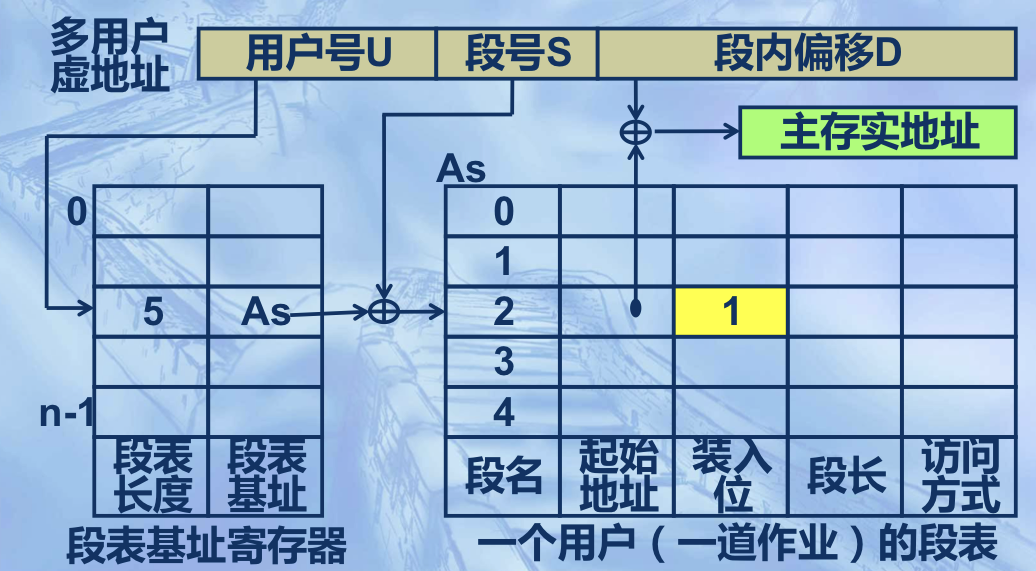 多用户
虚地址
用户号U
段号S
段内偏移D
主存实地址
As
0
0
1
5
As
2
1
3
n-1
4
段表
长度
段表
基址
段名
起始
地址
装入
位
段长
访问
方式
段表基址寄存器
一个用户（一道作业）的段表